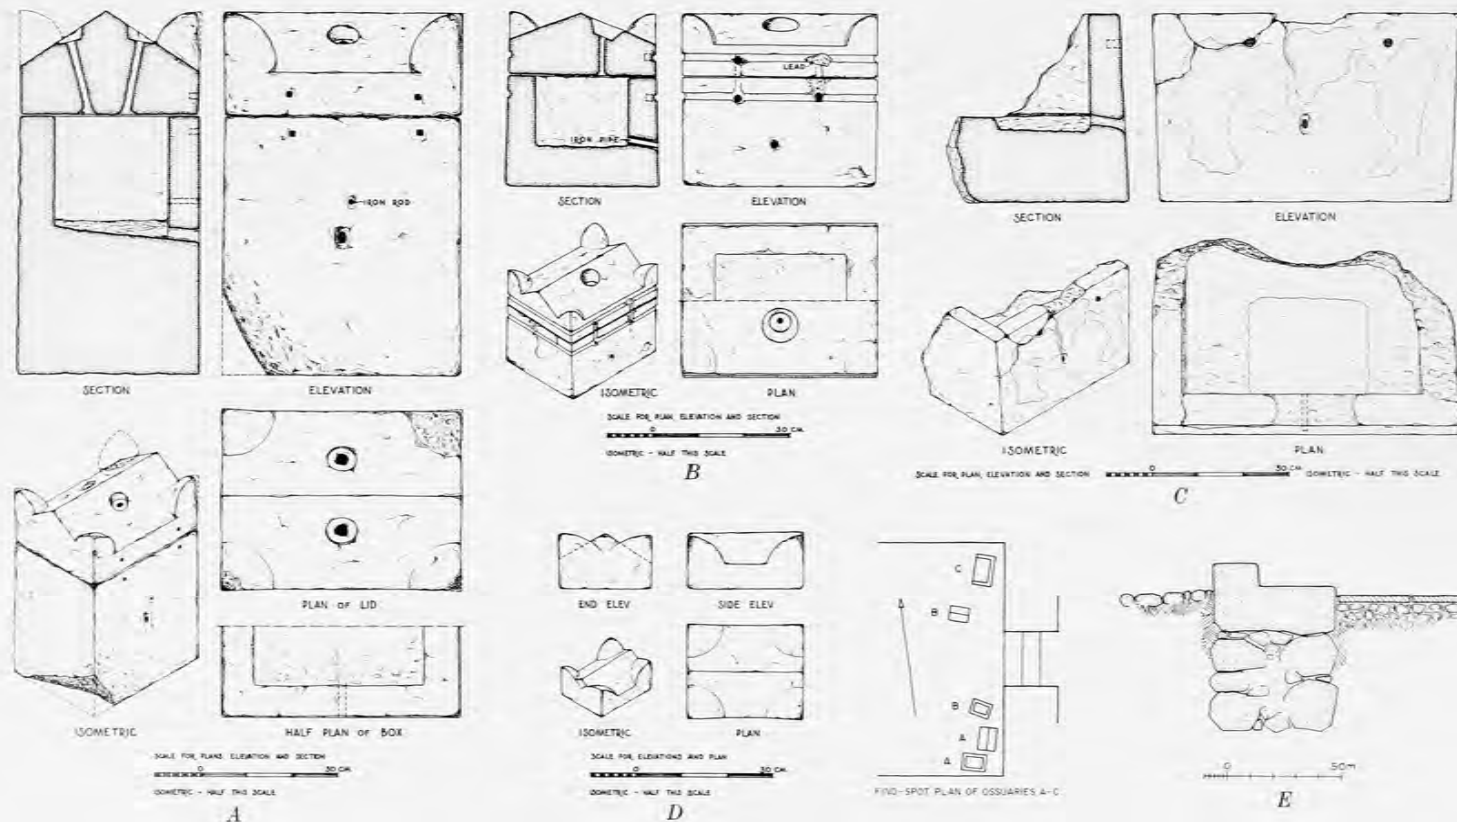 SECTION
ELEVATION
IRON ROD
ISOMETRIC
PLAN OF LID
HALF PLAN OF BOX
SCALE FOR PLANS, ELEVATION AND SECTION
0 30 CM.
ISOMETRIC - HALF THIS SCALE
A
LEAD
IRON PIPE
SECTION
ELEVATION
ISOMETRIC
PLAN
SCALE FOR PLAN, ELEVATION AND SECTION
0 30 CM.
ISOMETRIC - HALF THIS SCALE
B
SECTION
ELEVATION
ISOMETRIC
PLAN
SCALE FOR PLAN, ELEVATION AND SECTION
0 30 CM.
ISOMETRIC - HALF THIS SCALE
C
END ELEV
SIDE ELEV
ISOMETRIC
PLAN
SCALE FOR ELEVATIONS AND PLAN
0 30 CM.
ISOMETRIC - HALF THIS SCALE
D
C
B
B
A
A
FIND-SPOT PLAN OF OSSUARIES A-C
0 50m
E